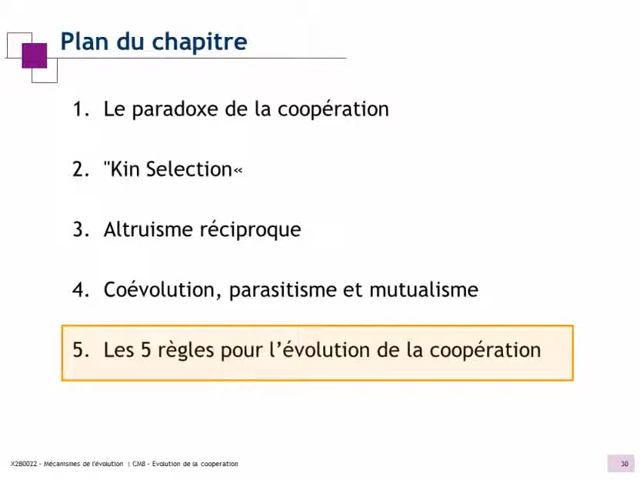 Plan du chapitre
1. Le paradoxe de la coopération
2. "Kin Selection«
3. Altruisme réciproque
4. Coévolution, parasitisme et mutualisme
5. Les 5 règles pour l’évolution de la coopération
X2B0022 - Mécanismes de l'évolution | CM8 - Evolution de la cooperation
30